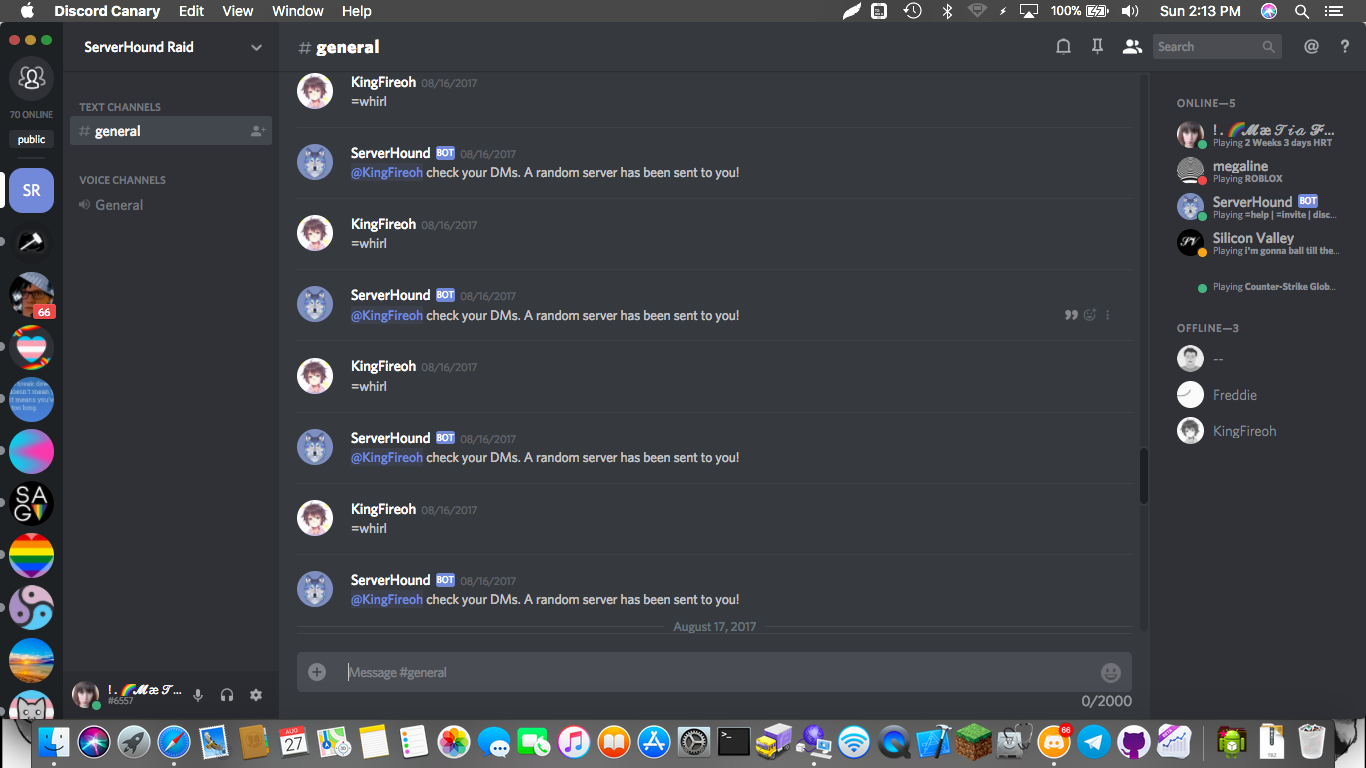 Discord Canary Edit View Window Help 100% Sun 2:13 PM
ServerHound Raid
# general
Search
@ ?
70 ONLINE
public
SR
66
SAGV
TEXT CHANNELS
# general
VOICE CHANNELS
General
KingFireoh 08/16/2017
=whirl
ServerHound BOT 08/16/2017
@KingFireoh check your DMs. A random server has been sent to you!
KingFireoh 08/16/2017
=whirl
ServerHound BOT 08/16/2017
@KingFireoh check your DMs. A random server has been sent to you!
KingFireoh 08/16/2017
=whirl
ServerHound BOT 08/16/2017
@KingFireoh check your DMs. A random server has been sent to you!
KingFireoh 08/16/2017
=whirl
ServerHound BOT 08/16/2017
@KingFireoh check your DMs. A random server has been sent to you!
August 17, 2017
Message #general
0/2000
ONLINE—5
! . 🌈𝓜æ 𝒯𝒾𝒶 𝓕...
Playing 2 Weeks 3 days HRT
megaline
Playing ROBLOX
ServerHound BOT
Playing =help | =invite | disc...
Silicon Valley
Playing i'm gonna ball till the...
Playing Counter-Strike Glob...
OFFLINE—3
--
Freddie
KingFireoh
! . 🌈𝓜æ 𝒯...
#6557
AUG
27
66